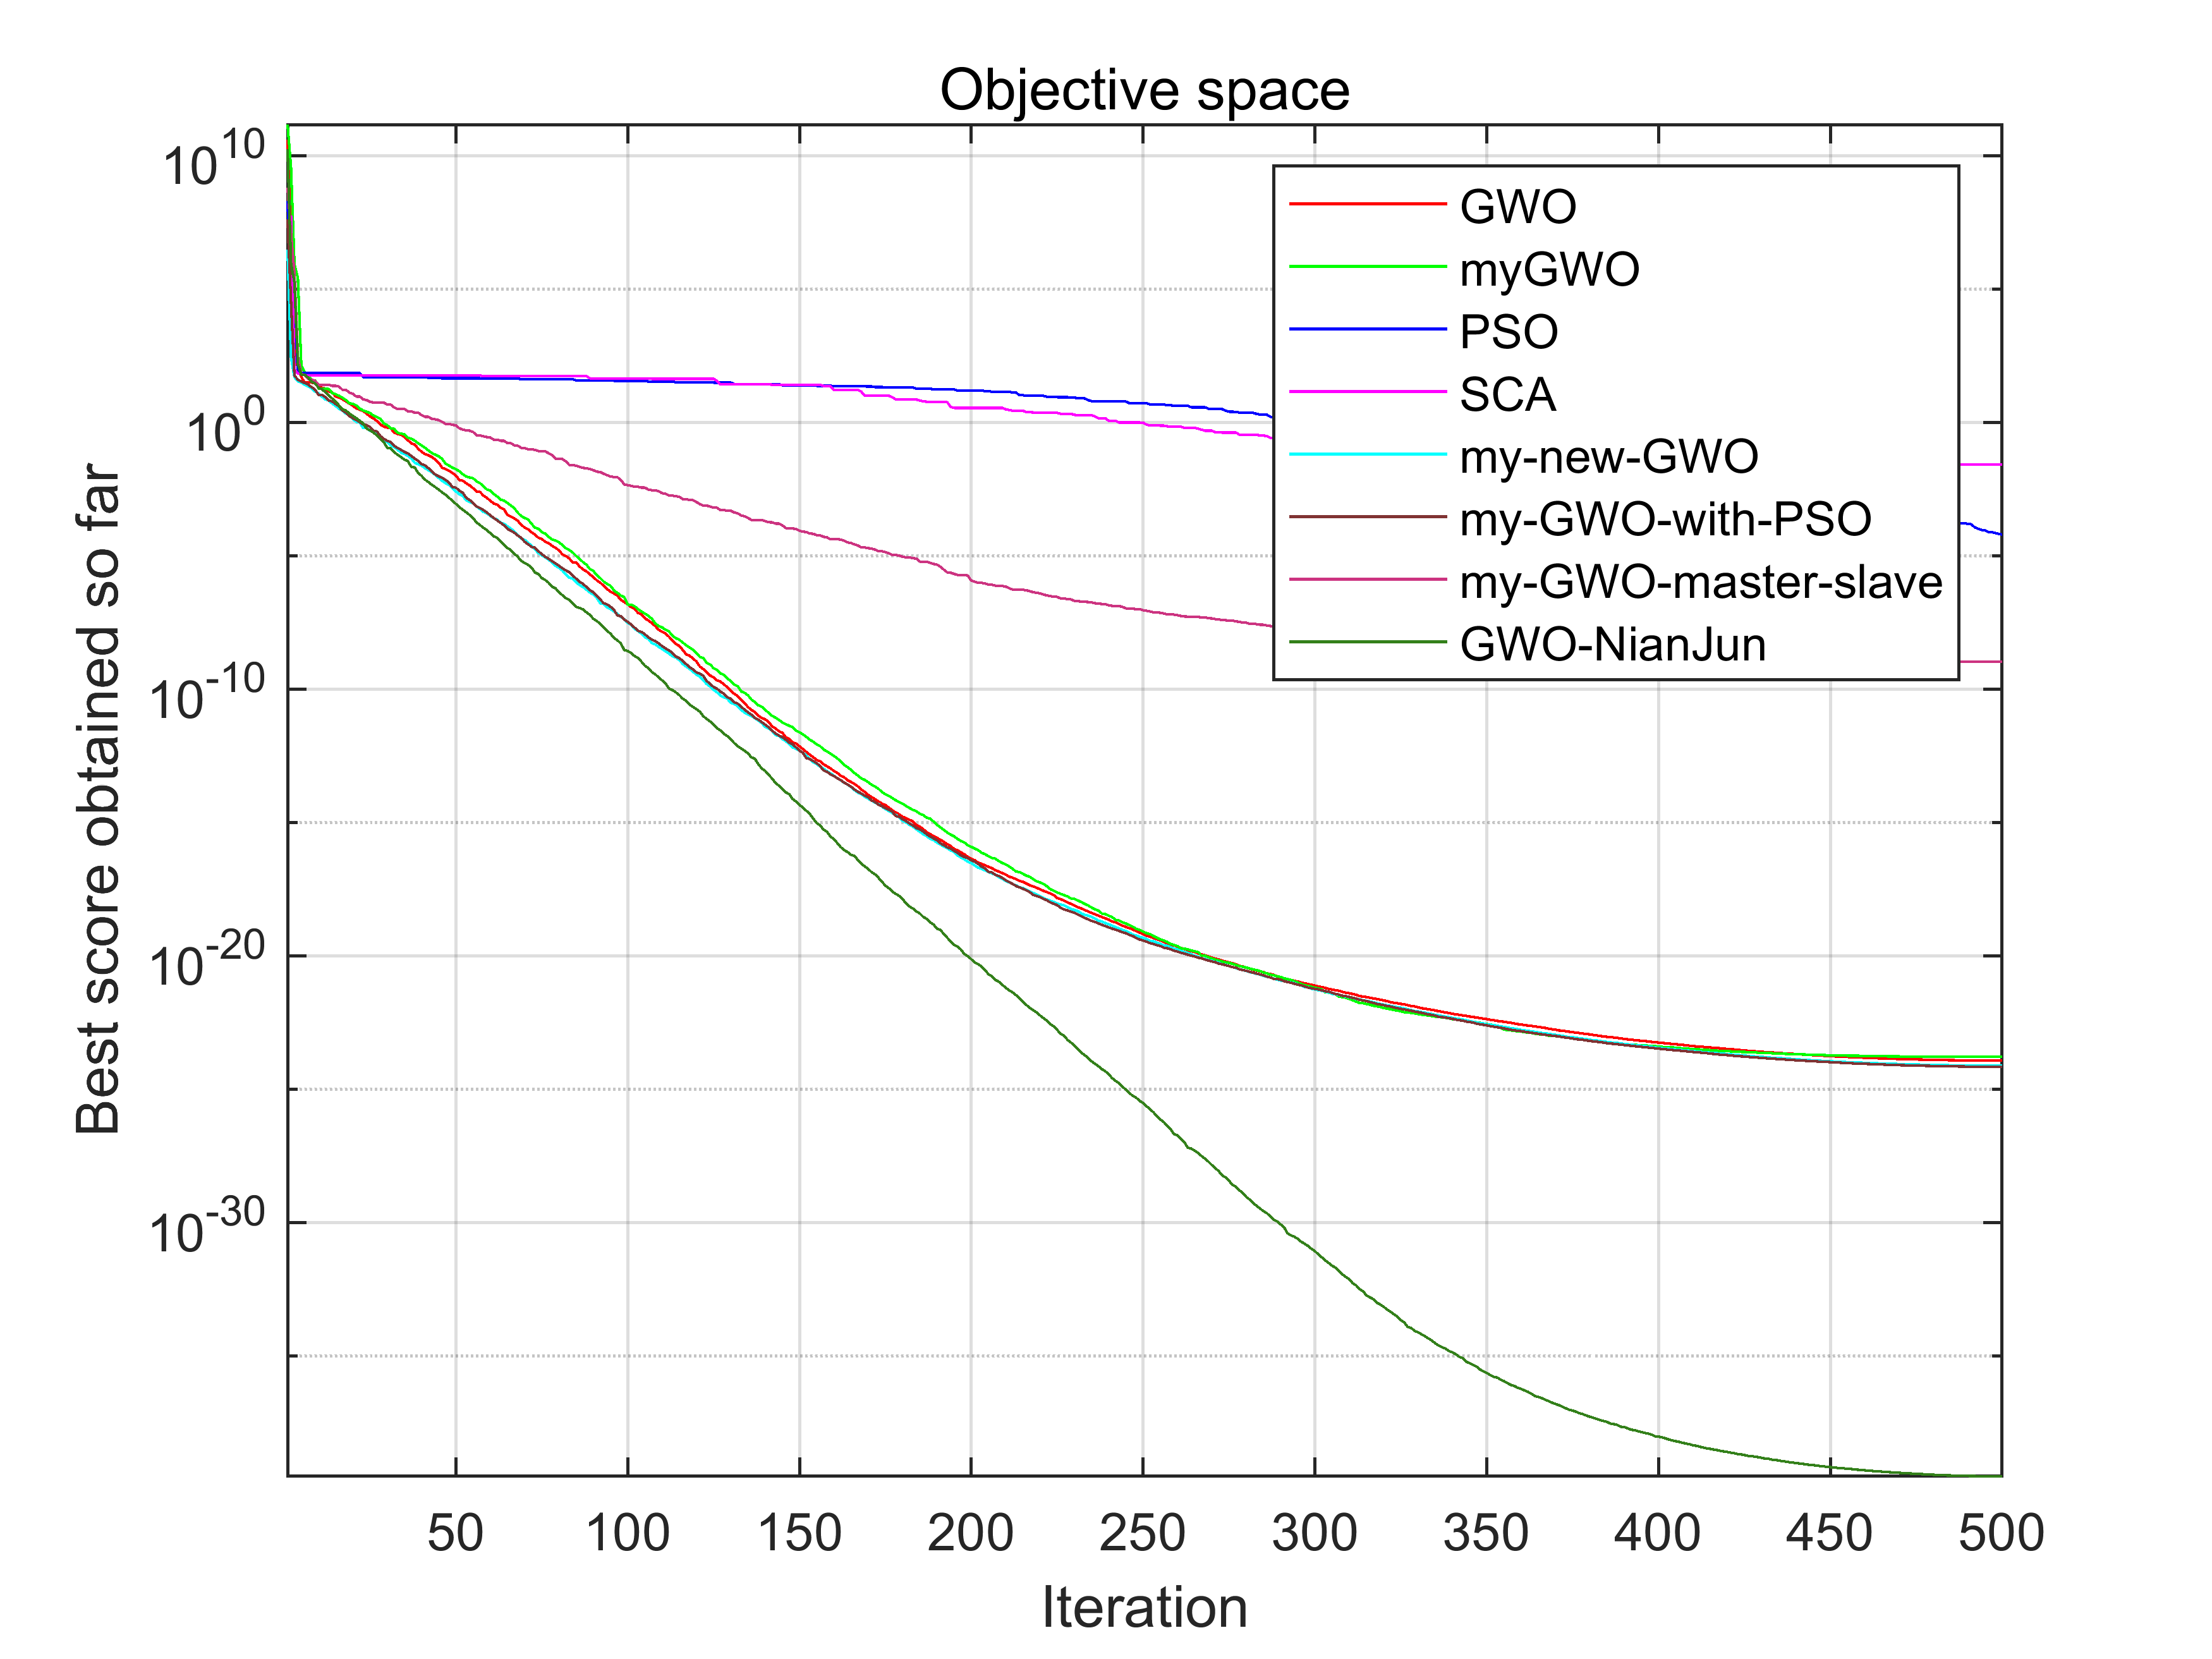 Objective space
Best score obtained so far
10^10
10^0
10^-10
10^-20
10^-30
GWO
myGWO
PSO
SCA
my-new-GWO
my-GWO-with-PSO
my-GWO-master-slave
GWO-NianJun
50 100 150 200 250 300 350 400 450 500
Iteration